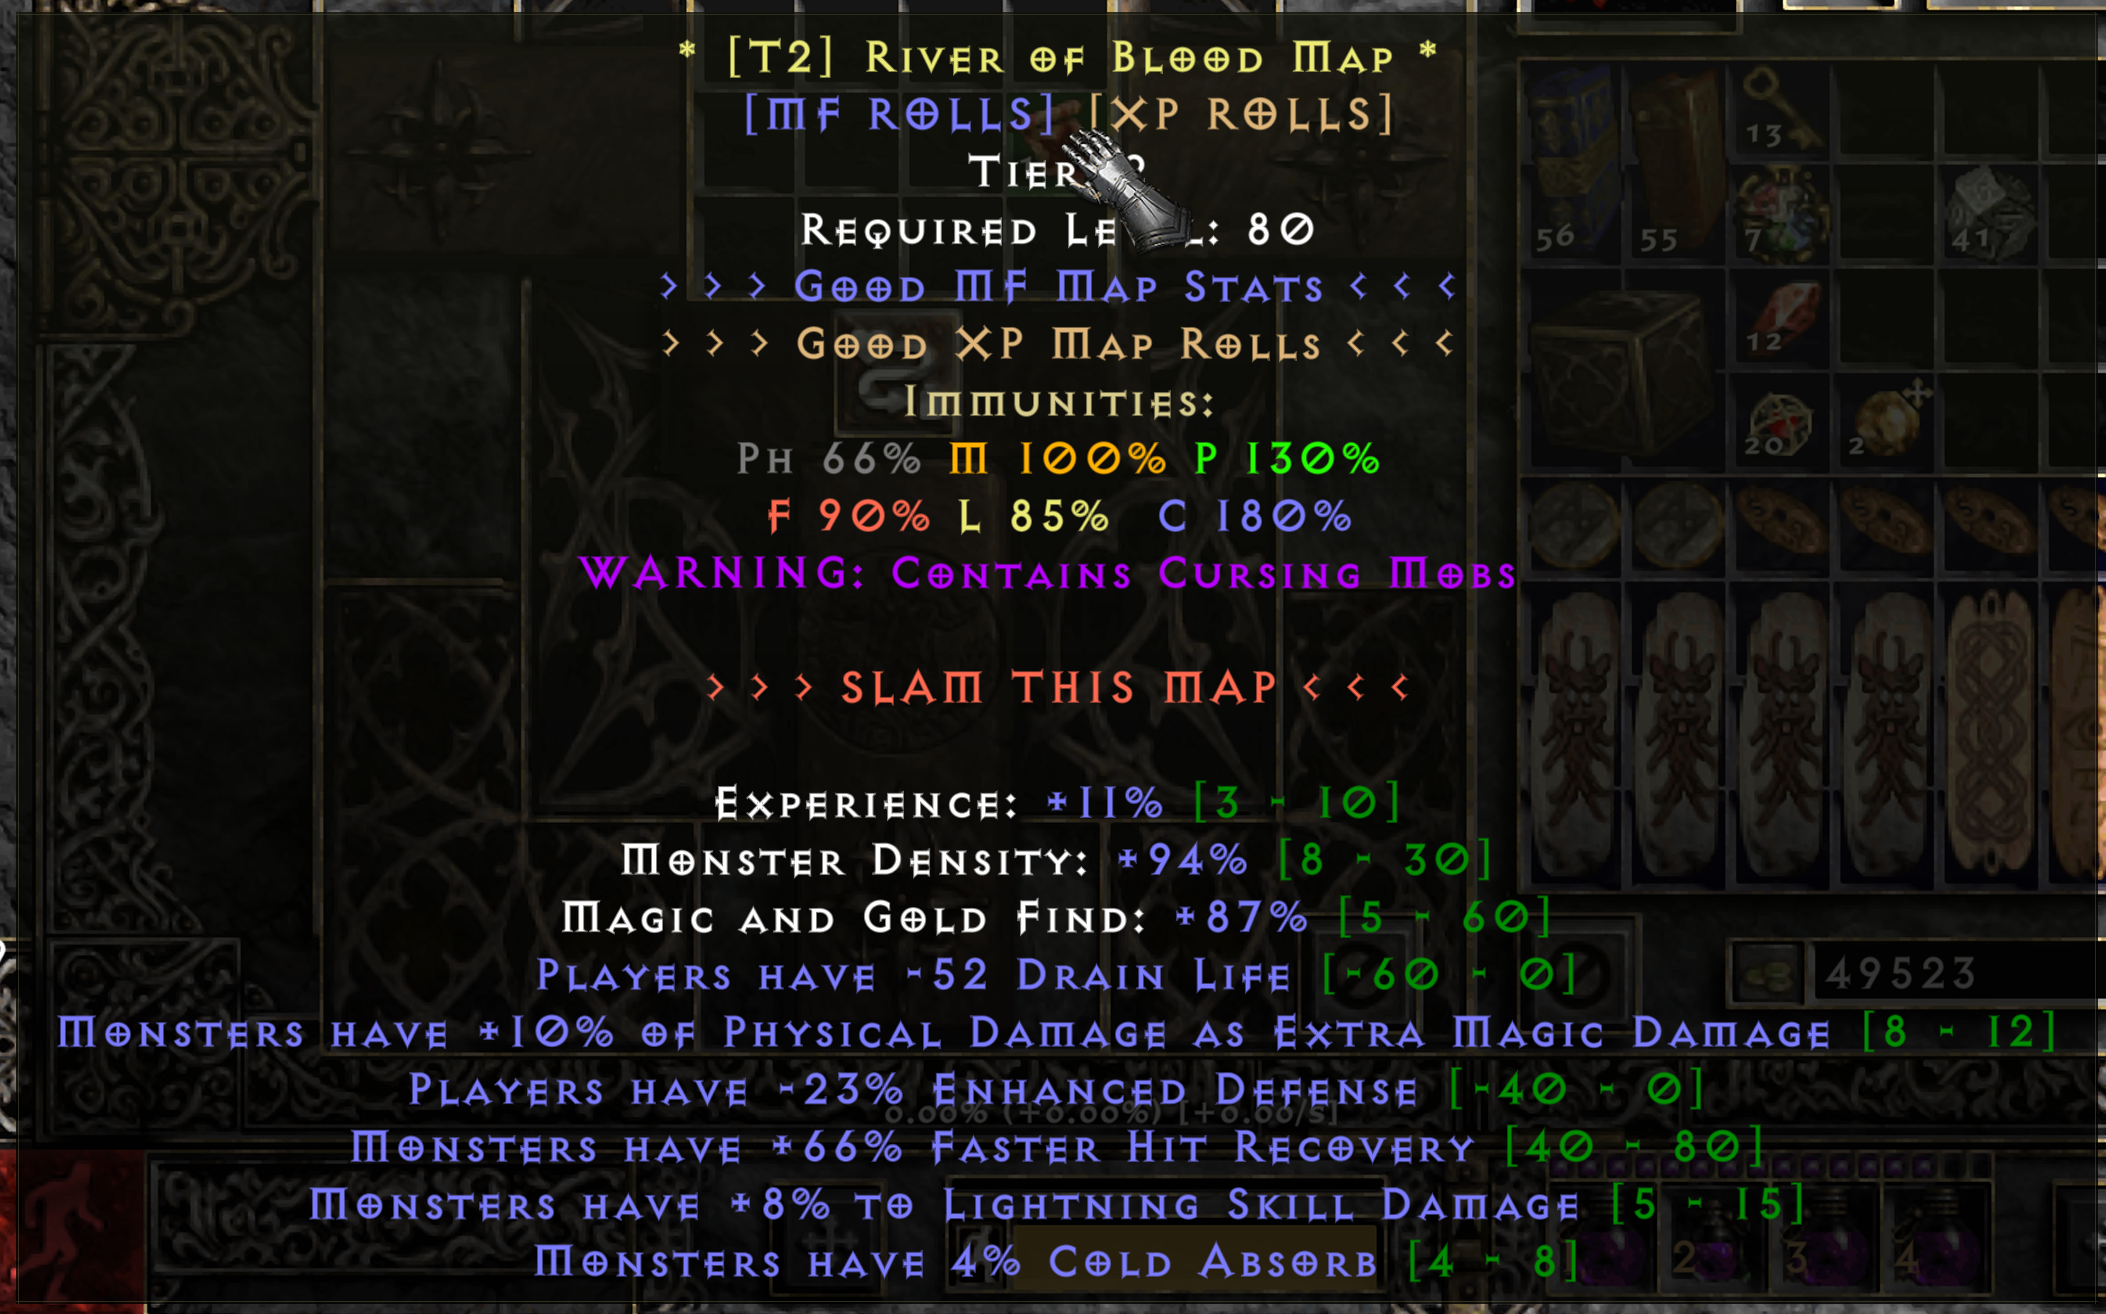 * [T2] River of Blood Map *
[MF ROLLS] [XP ROLLS]
Tier
Required Level: 80
> > > Good MF Map Stats < < <
> > > Good XP Map Rolls < < <
Immunities:
Ph 66% M 100% P 130%
F 90% L 85% C 180%
WARNING: Contains Cursing Mobs
> > > SLAM THIS MAP < < <
Experience: +11% [3 - 10]
Monster Density: +94% [8 - 30]
Magic and Gold Find: +87% [5 - 60]
Players have -52 Drain Life [-60 - 0]
Monsters have +10% of Physical Damage as Extra Magic Damage [8 - 12]
Players have -23% Enhanced Defense [-40 - 0]
Monsters have +66% Faster Hit Recovery [40 - 80]
Monsters have +8% to Lightning Skill Damage [5 - 15]
Monsters have 4% Cold Absorb [4 - 8]
13
56 55 7 41
12
20 2
49523
2 3 4